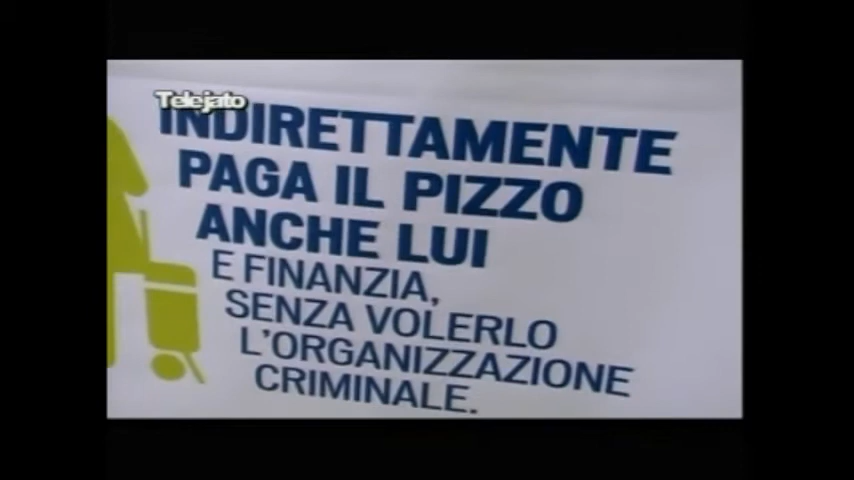 Telejato
INDIRETTAMENTE
PAGA IL PIZZO
ANCHE LUI
E FINANZIA,
SENZA VOLERLO
L'ORGANIZZAZIONE
CRIMINALE.